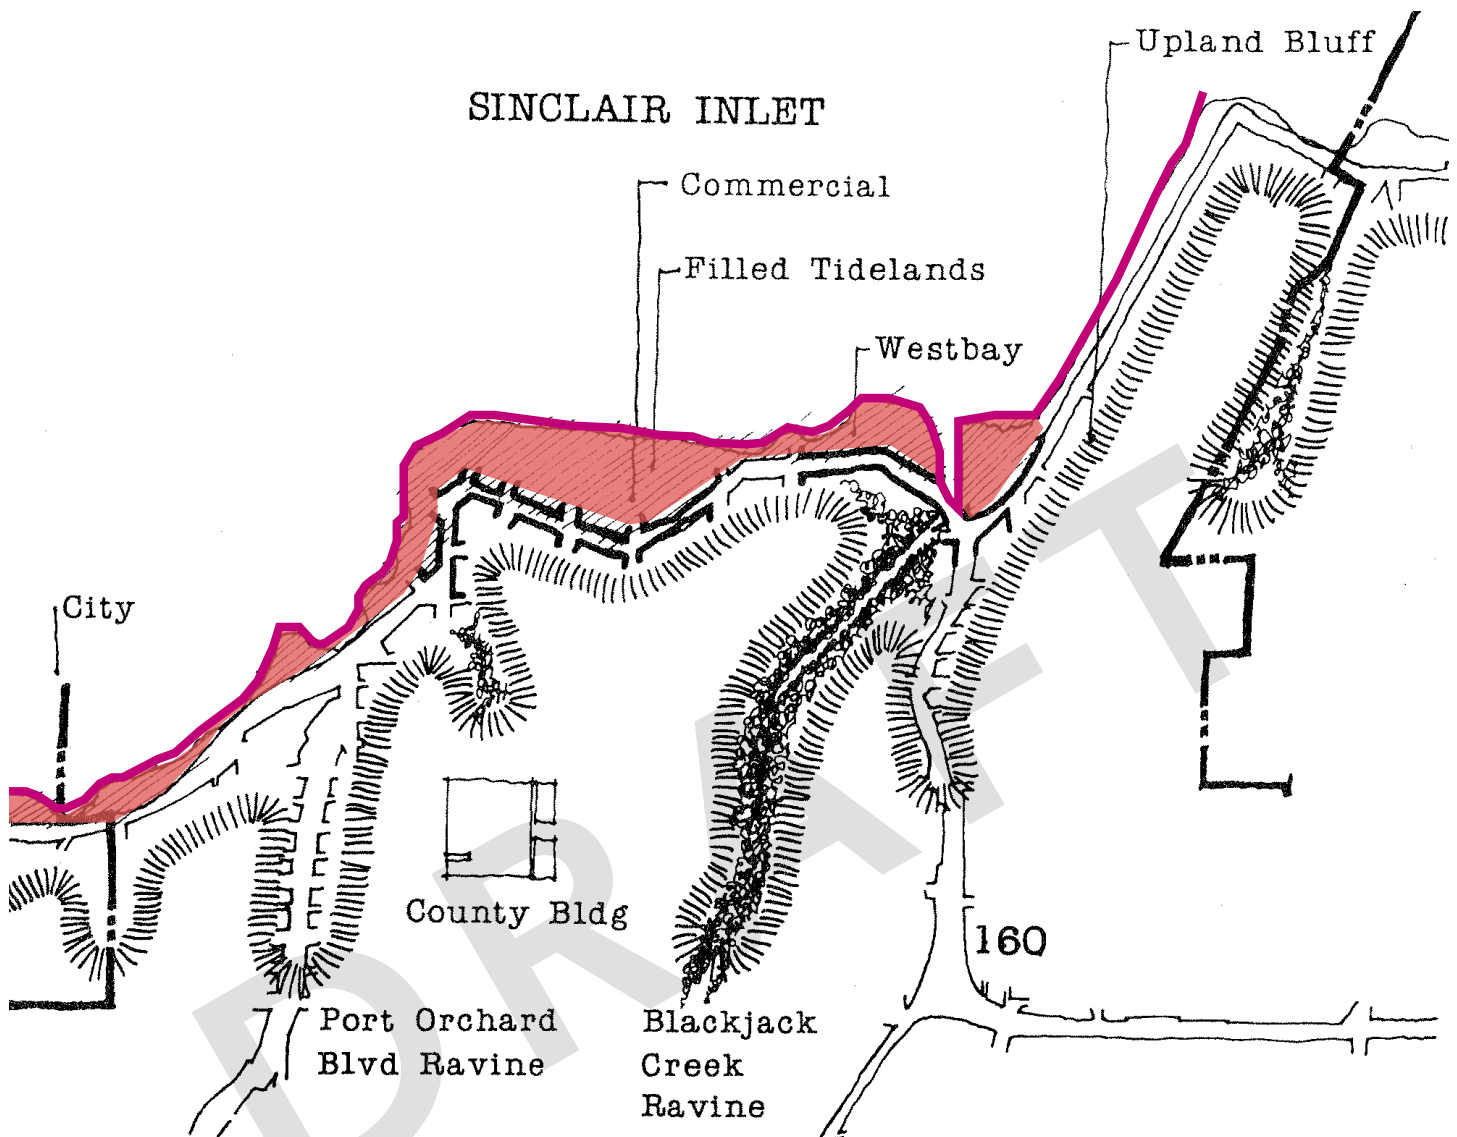 Upland Bluff
SINCLAIR INLET
Commercial
Filled Tidelands
Westbay
City
County Bldg
160
Port Orchard
Blvd Ravine
Blackjack
Creek
Ravine
DRAFT